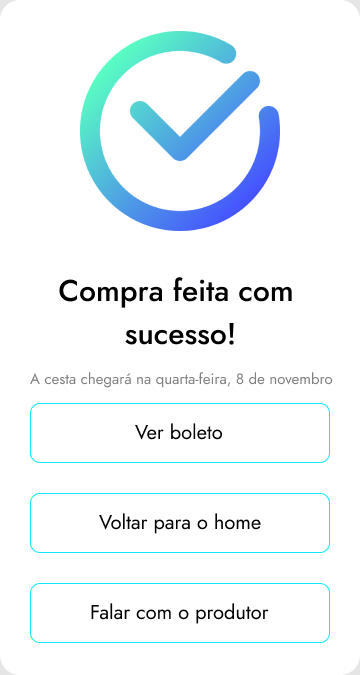 Compra feita com
sucesso!
A cesta chegará na quarta-feira, 8 de novembro
Ver boleto
Voltar para o home
Falar com o produtor